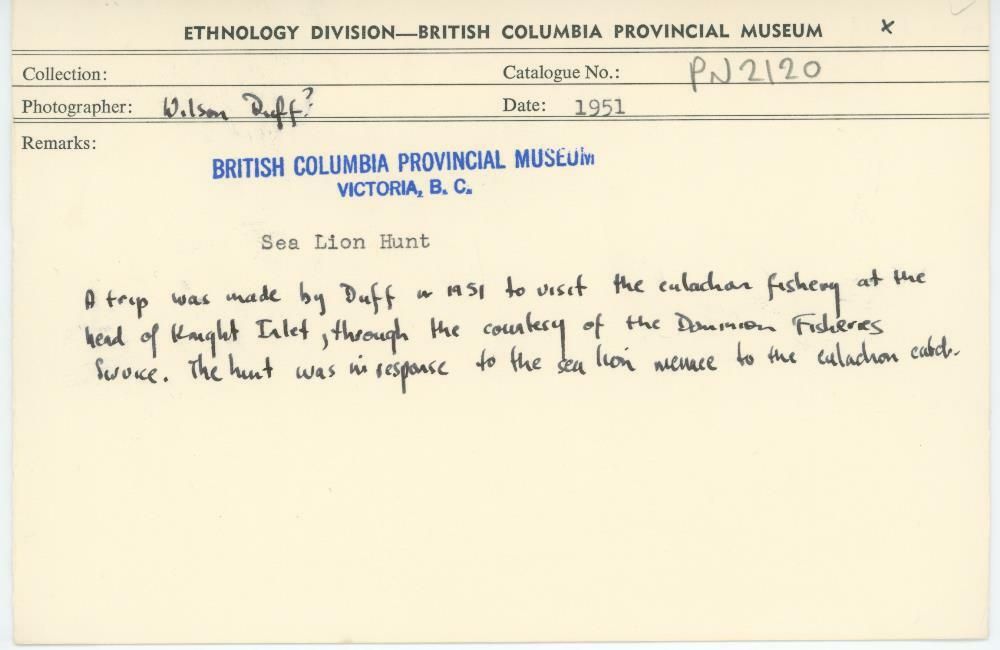 ETHNOLOGY DIVISION—BRITISH COLUMBIA PROVINCIAL MUSEUM x
Collection: Catalogue No.: PN 2120
Photographer: Wilson Duff? Date: 1951
Remarks:
BRITISH COLUMBIA PROVINCIAL MUSEUM
VICTORIA, B. C.
Sea Lion Hunt
A trip was made by Duff in 1951 to visit the eulachon fishery at the
head of Knight Inlet, through the courtesy of the Dominion Fisheries
Service. The hunt was in response to the sea lion menace to the eulachon catch.